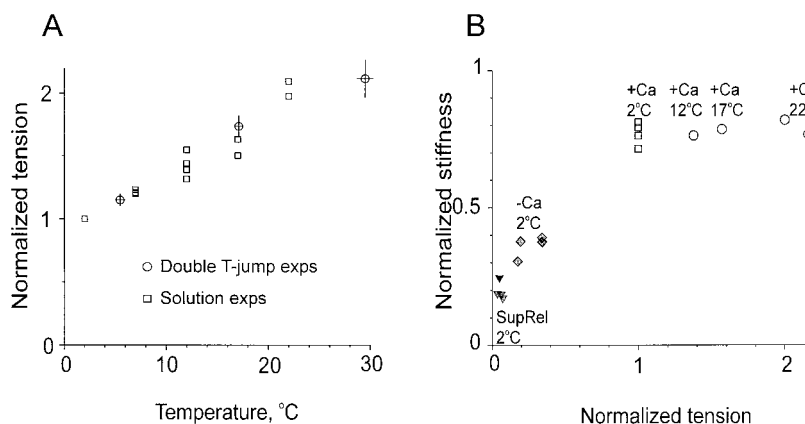 A
Normalized tension
2
1
0
Double T-jump exps
Solution exps
0 10 20 30
Temperature, °C
B
Normalized stiffness
1
0.5
0
+Ca +Ca +Ca
2°C 12°C 17°C 22
-Ca
2°C
SupRel
2°C
0 1 2
Normalized tension